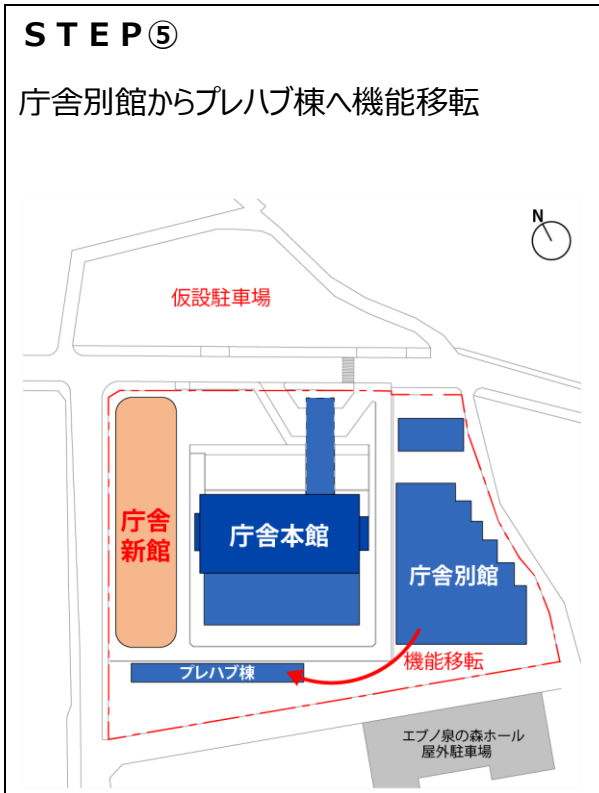 STEP⑤
庁舎別館からプレハブ棟へ機能移転
N
仮設駐車場
庁舎
新館
庁舎本館
庁舎別館
機能移転
プレハブ棟
エブノ泉の森ホール
屋外駐車場